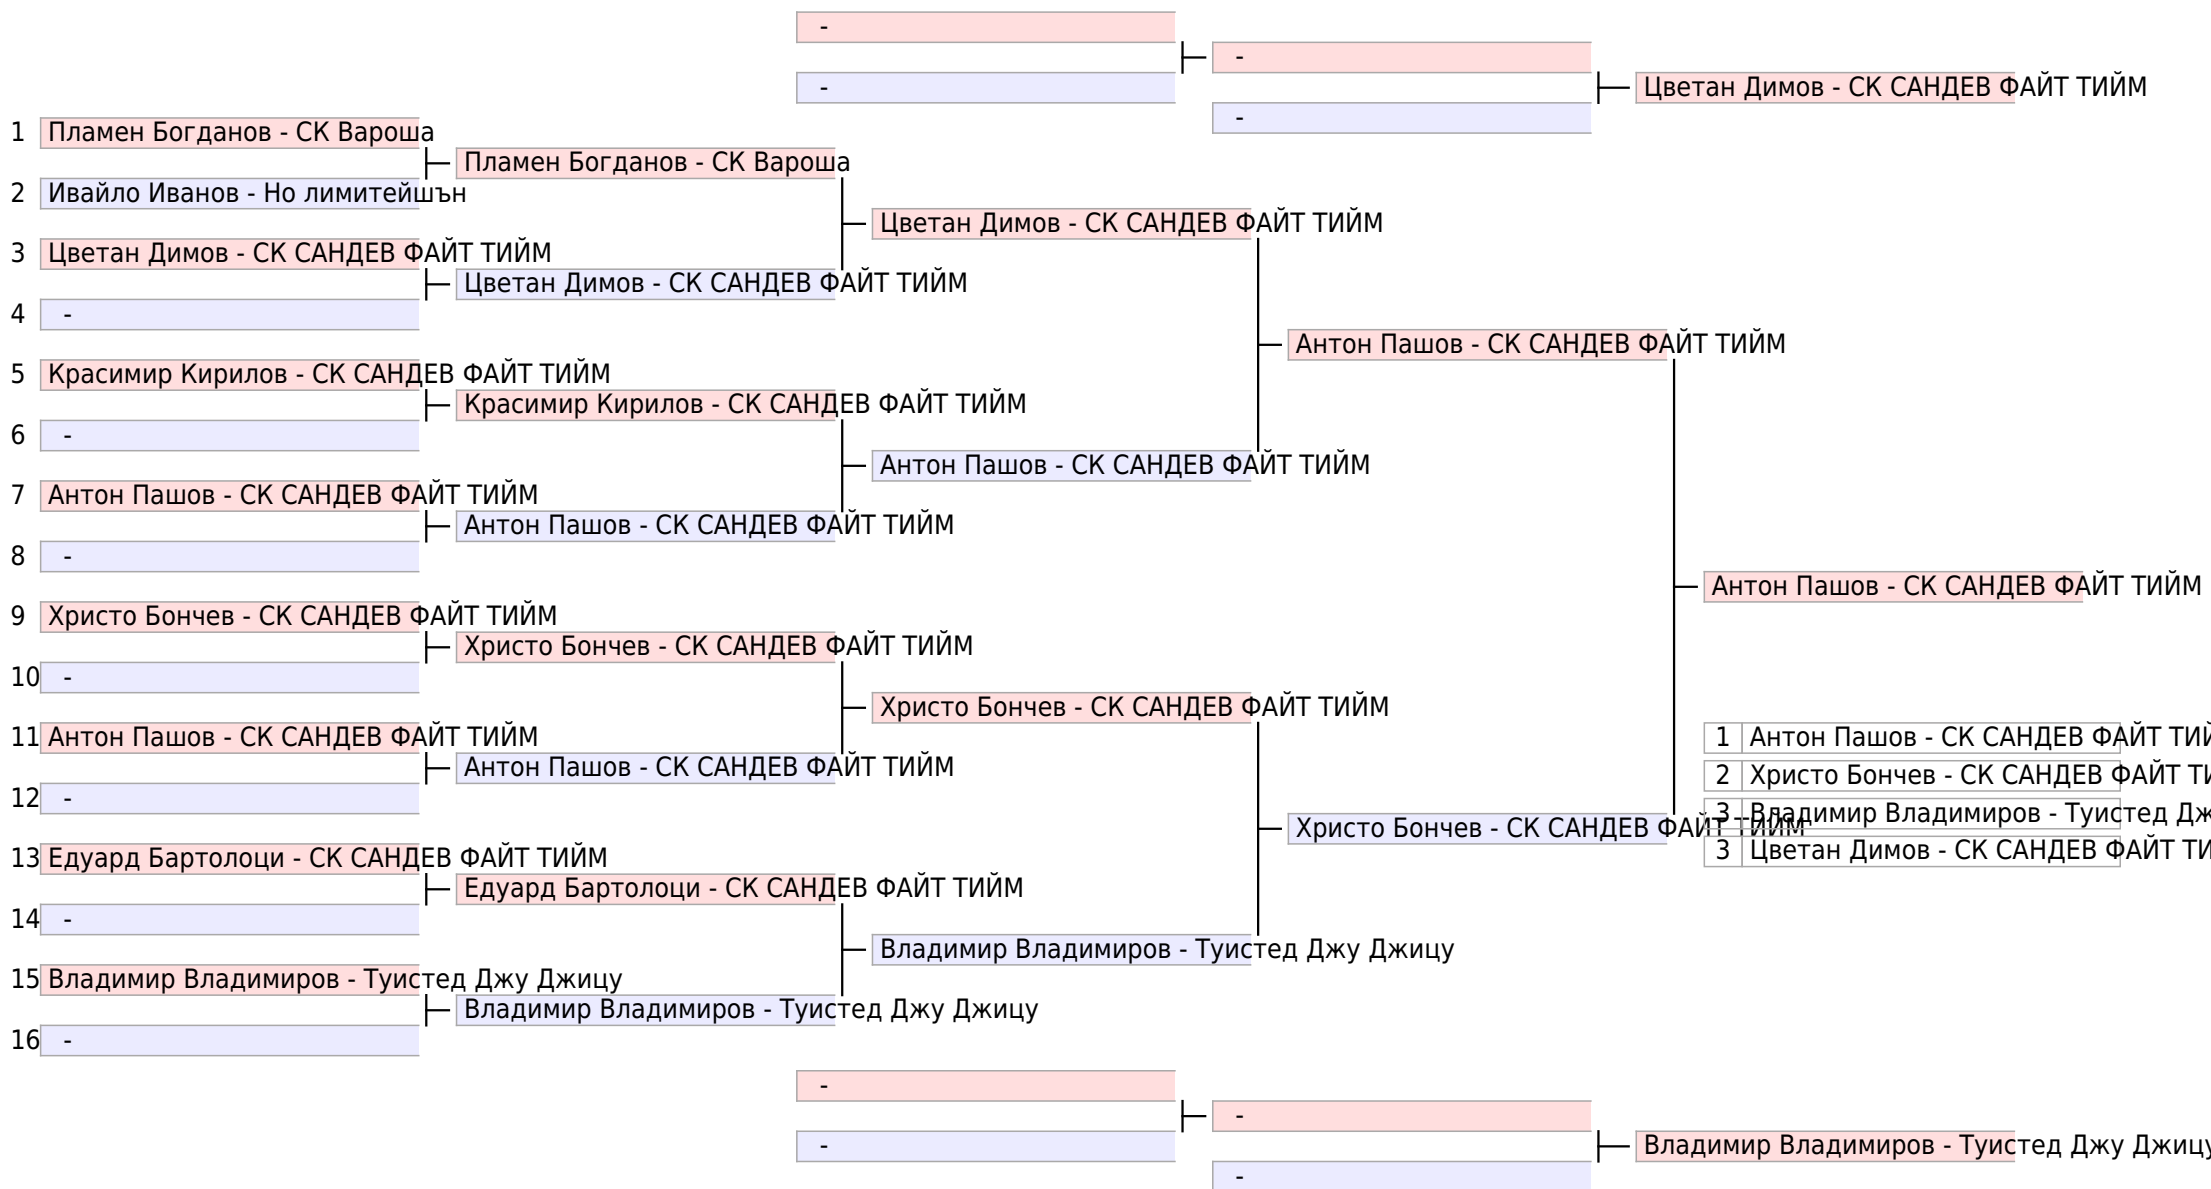 -
-
-
-
Цветан Димов - СК САНДЕВ ФАЙТ ТИЙМ
1 Пламен Богданов - СК Вароша
Пламен Богданов - СК Вароша
2 Ивайло Иванов - Но лимитейшън
Цветан Димов - СК САНДЕВ ФАЙТ ТИЙМ
3 Цветан Димов - СК САНДЕВ ФАЙТ ТИЙМ
Цветан Димов - СК САНДЕВ ФАЙТ ТИЙМ
4 -
Антон Пашов - СК САНДЕВ ФАЙТ ТИЙМ
5 Красимир Кирилов - СК САНДЕВ ФАЙТ ТИЙМ
Красимир Кирилов - СК САНДЕВ ФАЙТ ТИЙМ
6 -
Антон Пашов - СК САНДЕВ ФАЙТ ТИЙМ
7 Антон Пашов - СК САНДЕВ ФАЙТ ТИЙМ
Антон Пашов - СК САНДЕВ ФАЙТ ТИЙМ
8 -
Антон Пашов - СК САНДЕВ ФАЙТ ТИЙМ
9 Христо Бончев - СК САНДЕВ ФАЙТ ТИЙМ
Христо Бончев - СК САНДЕВ ФАЙТ ТИЙМ
10 -
Христо Бончев - СК САНДЕВ ФАЙТ ТИЙМ
11 Антон Пашов - СК САНДЕВ ФАЙТ ТИЙМ
1 Антон Пашов - СК САНДЕВ ФАЙТ ТИЙ
Антон Пашов - СК САНДЕВ ФАЙТ ТИЙМ
2 Христо Бончев - СК САНДЕВ ФАЙТ ТИ
12 -
3 Владимир Владимиров - Туистед Дж
Христо Бончев - СК САНДЕВ ФАЙТ ТИЙМ
3 Цветан Димов - СК САНДЕВ ФАЙТ ТИ
13 Едуард Бартолоци - СК САНДЕВ ФАЙТ ТИЙМ
Едуард Бартолоци - СК САНДЕВ ФАЙТ ТИЙМ
14 -
Владимир Владимиров - Туистед Джу Джицу
15 Владимир Владимиров - Туистед Джу Джицу
Владимир Владимиров - Туистед Джу Джицу
16 -
-
-
-
-
Владимир Владимиров - Туистед Джу Джицу